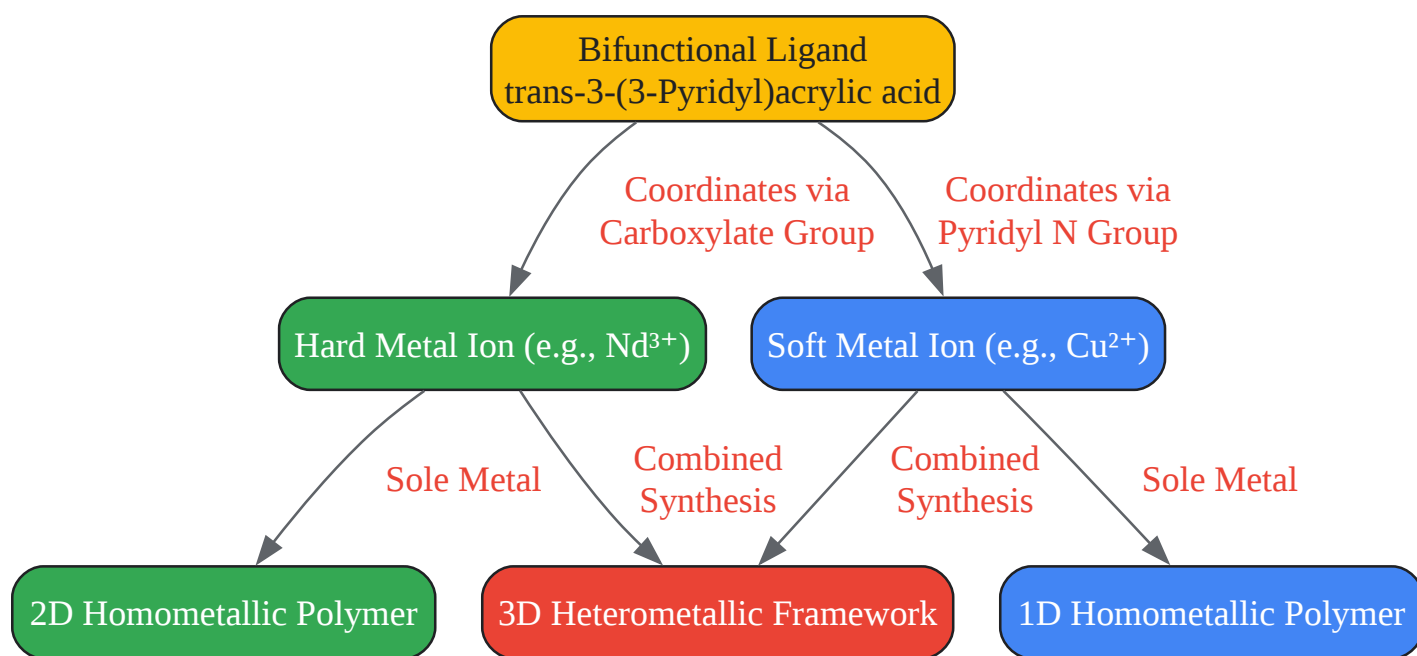 Bifunctional Ligand
trans-3-(3-Pyridyl)acrylic acid
Coordinates via
Carboxylate Group
Coordinates via
Pyridyl N Group
Hard Metal Ion (e.g., Nd³⁺)
Soft Metal Ion (e.g., Cu²⁺)
Sole Metal
Combined
Synthesis
Combined
Synthesis
Sole Metal
2D Homometallic Polymer
3D Heterometallic Framework
1D Homometallic Polymer